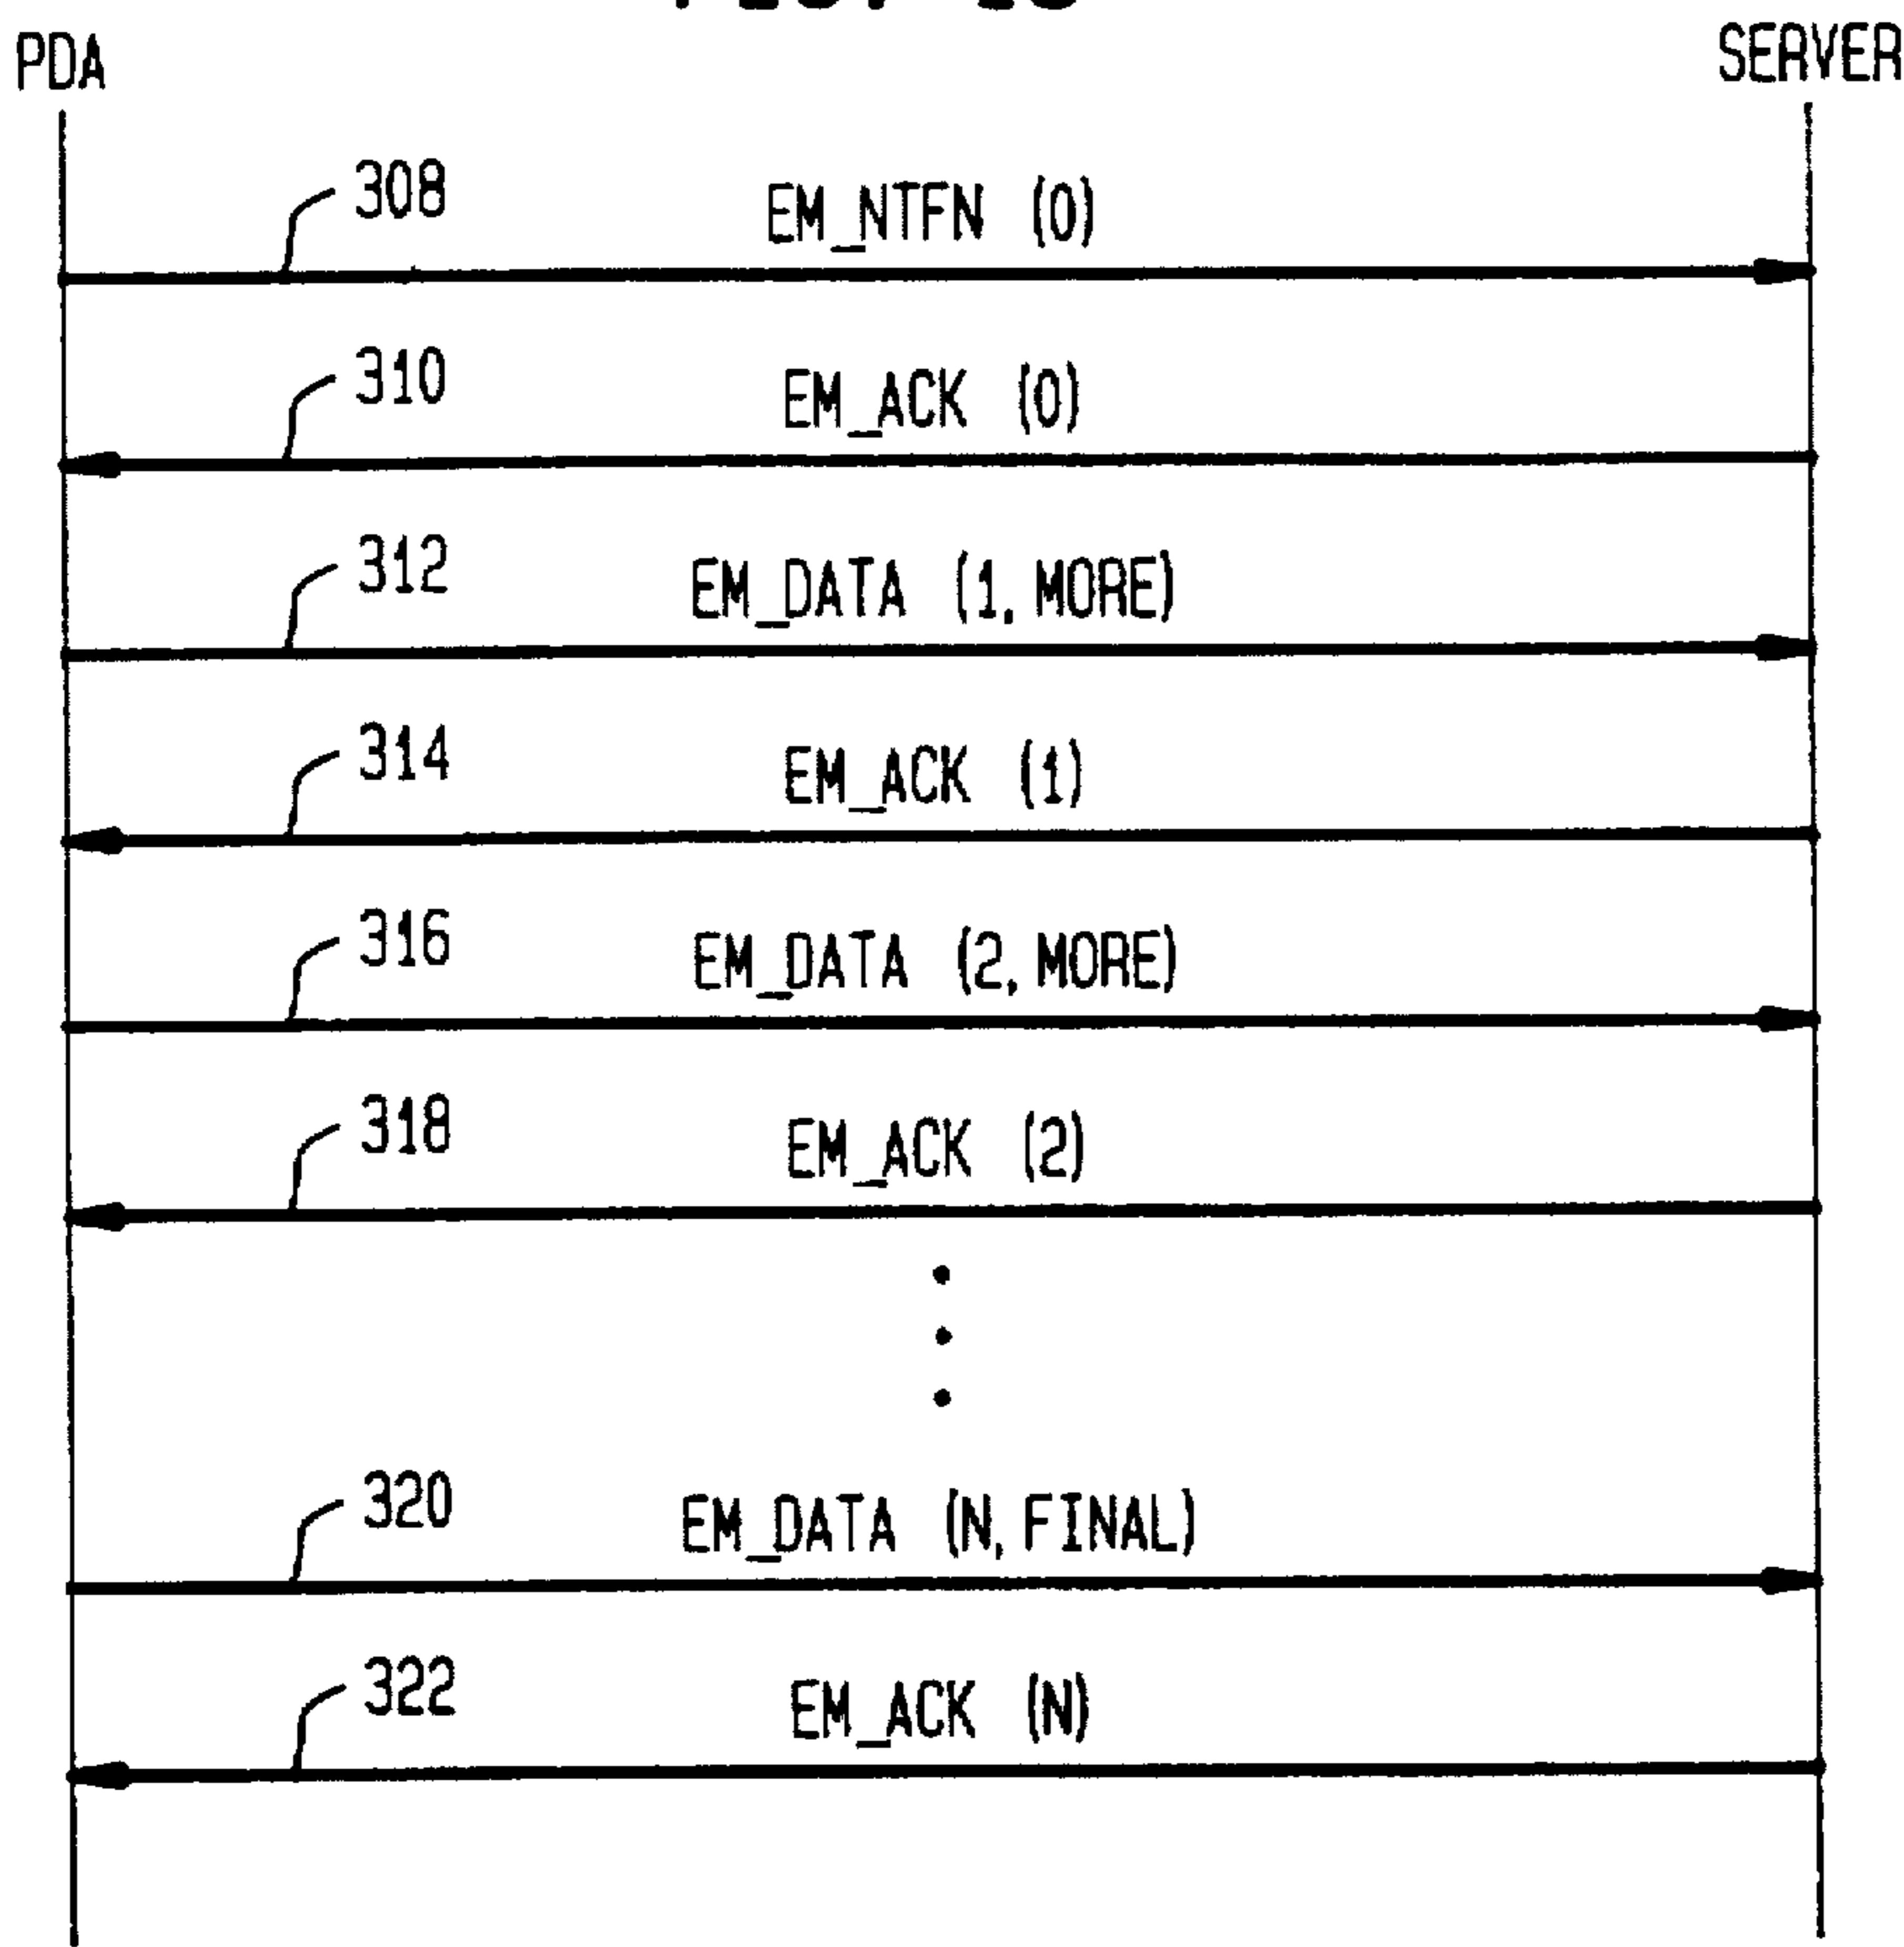 PDA SERVER
308 EM_NTFN (0)
310 EM_ACK (0)
312 EM_DATA (1, MORE)
314 EM_ACK (1)
316 EM_DATA (2, MORE)
318 EM_ACK (2)
320 EM_DATA (N, FINAL)
322 EM_ACK (N)